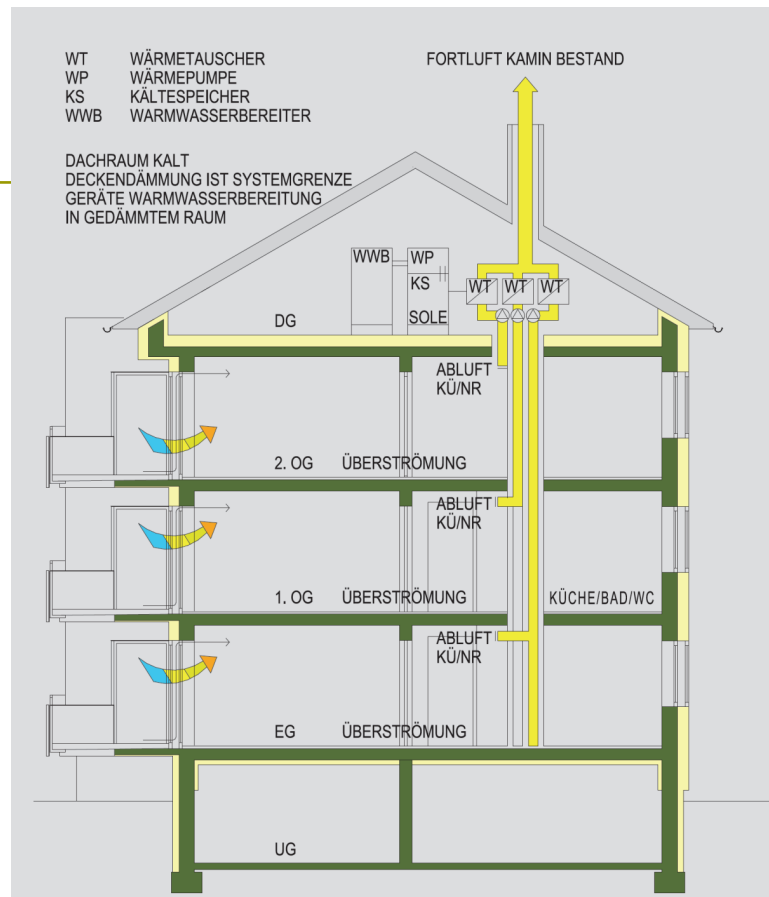 WT WÄRMETAUSCHER
WP WÄRMEPUMPE
KS KÄLTESPEICHER
WWB WARMWASSERBEREITER
FORTLUFT KAMIN BESTAND
DACHRAUM KALT
DECKENDÄMMUNG IST SYSTEMGRENZE
GERÄTE WARMWASSERBEREITUNG
IN GEDÄMMTEM RAUM
WWB WP
KS
WT WT WT
SOLE
DG
ABLUFT
KÜ/NR
2. OG ÜBERSTRÖMUNG
ABLUFT
KÜ/NR
1. OG ÜBERSTRÖMUNG KÜCHE/BAD/WC
ABLUFT
KÜ/NR
EG ÜBERSTRÖMUNG
UG